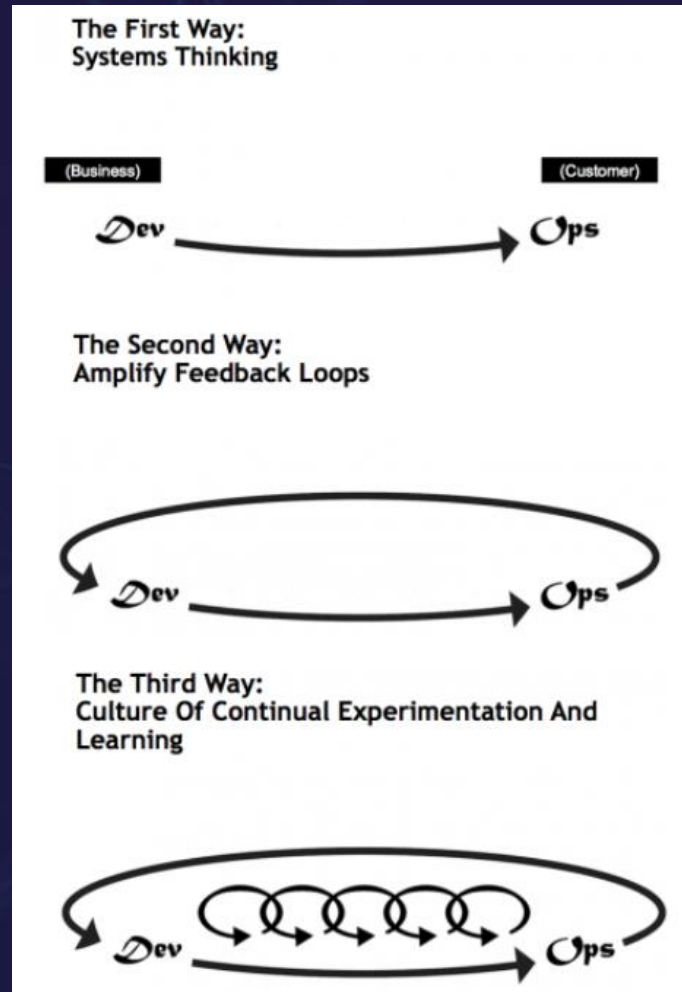 The First Way:
Systems Thinking
(Business) (Customer)
Dev Ops
The Second Way:
Amplify Feedback Loops
Dev Ops
The Third Way:
Culture Of Continual Experimentation And
Learning
Dev Ops